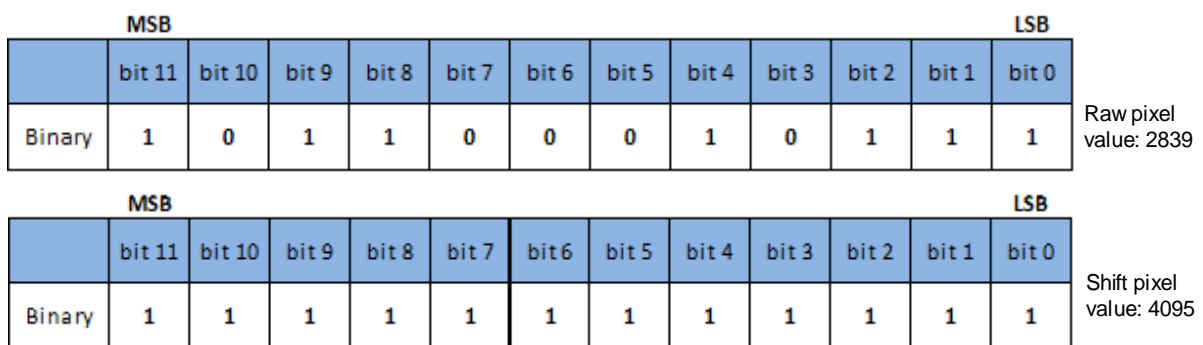 MSB LSB
bit 11 bit 10 bit 9 bit 8 bit 7 bit 6 bit 5 bit 4 bit 3 bit 2 bit 1 bit 0
Binary 1 0 1 1 0 0 0 1 0 1 1 1
Raw pixel
value: 2839
MSB LSB
bit 11 bit 10 bit 9 bit 8 bit 7 bit6 bit 5 bit 4 bit 3 bit 2 bit 1 bit 0
Binary 1 1 1 1 1 1 1 1 1 1 1 1
Shift pixel
value: 4095